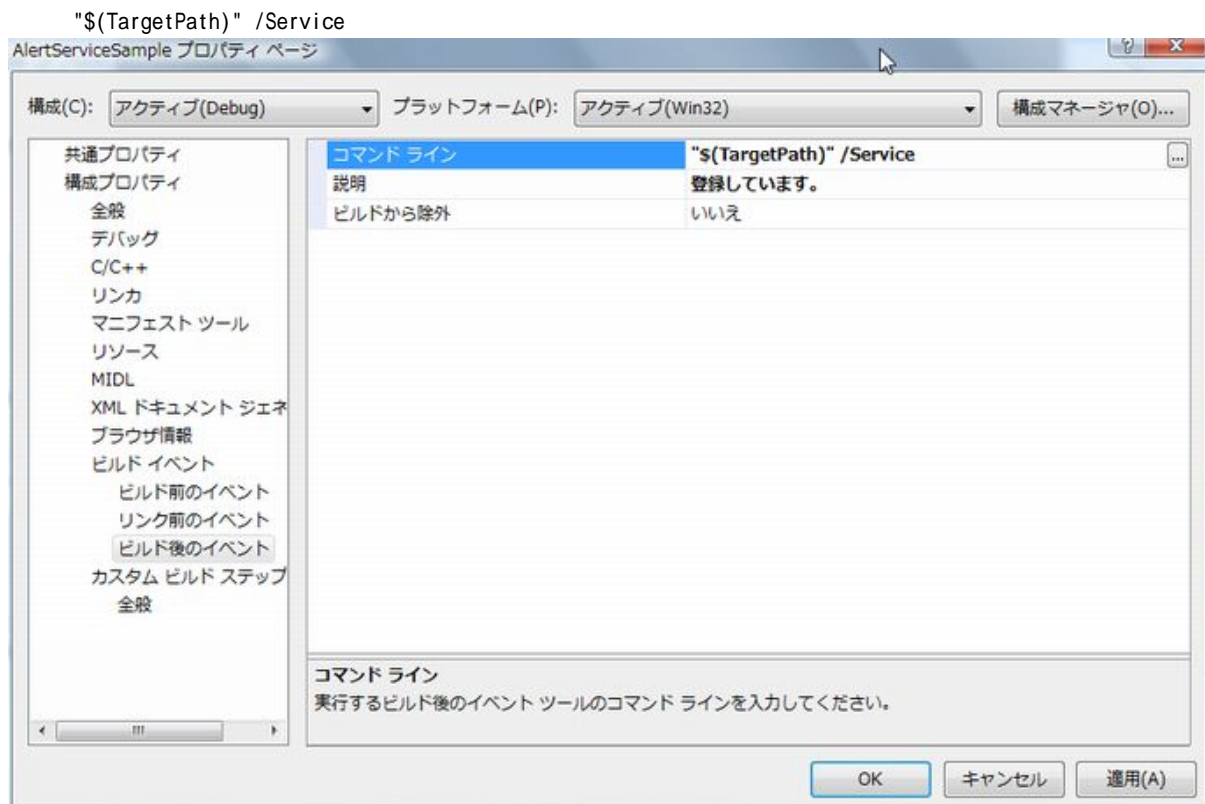 "$(TargetPath)" /Service
AlertServiceSample プロパティ ページ
構成(C): アクティブ(Debug) プラットフォーム(P): アクティブ(Win32) 構成マネージャ(O)...
共通プロパティ
構成プロパティ
全般
デバッグ
C/C++
リンカ
マニフェスト ツール
リソース
MIDL
XML ドキュメント ジェネ
ブラウザ情報
ビルド イベント
ビルド前のイベント
リンク前のイベント
ビルド後のイベント
カスタム ビルド ステップ
全般
コマンド ライン "$(TargetPath)" /Service ...
説明 登録しています。
ビルドから除外 いいえ
コマンド ライン
実行するビルド後のイベント ツールのコマンド ラインを入力してください。
OK キャンセル 適用(A)